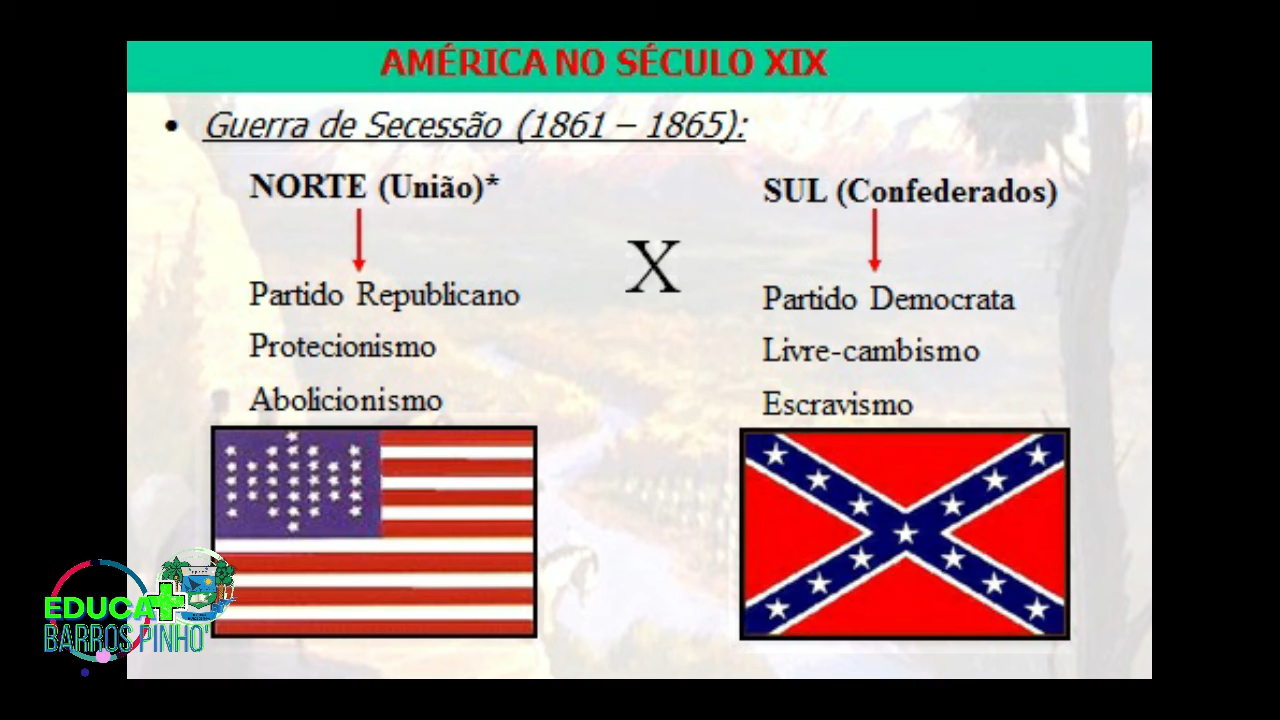 AMÉRICA NO SÉCULO XIX
• Guerra de Secessão (1861 – 1865):
NORTE (União)*
Partido Republicano
Protecionismo
Abolicionismo
X
SUL (Confederados)
Partido Democrata
Livre-cambismo
Escravismo
EDUCA+
BARROS PINHO'